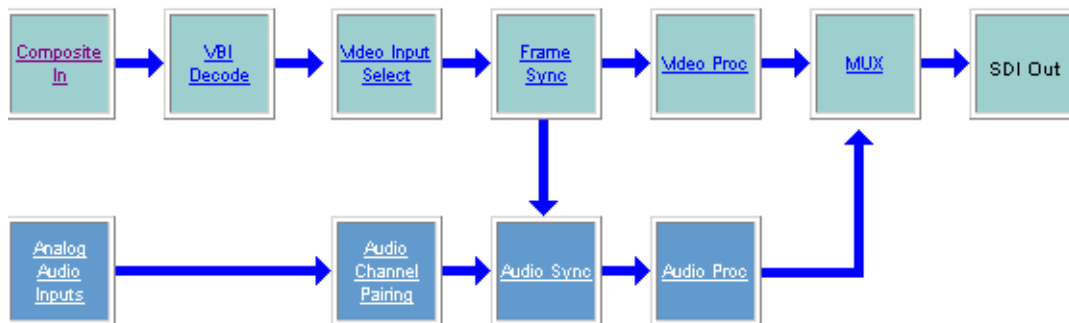 Composite
In
VBI
Decode
Video Input
Select
Frame
Sync
Video Proc
MUX
SDI Out
Analog
Audio
Inputs
Audio
Channel
Pairing
Audio Sync
Audio Proc